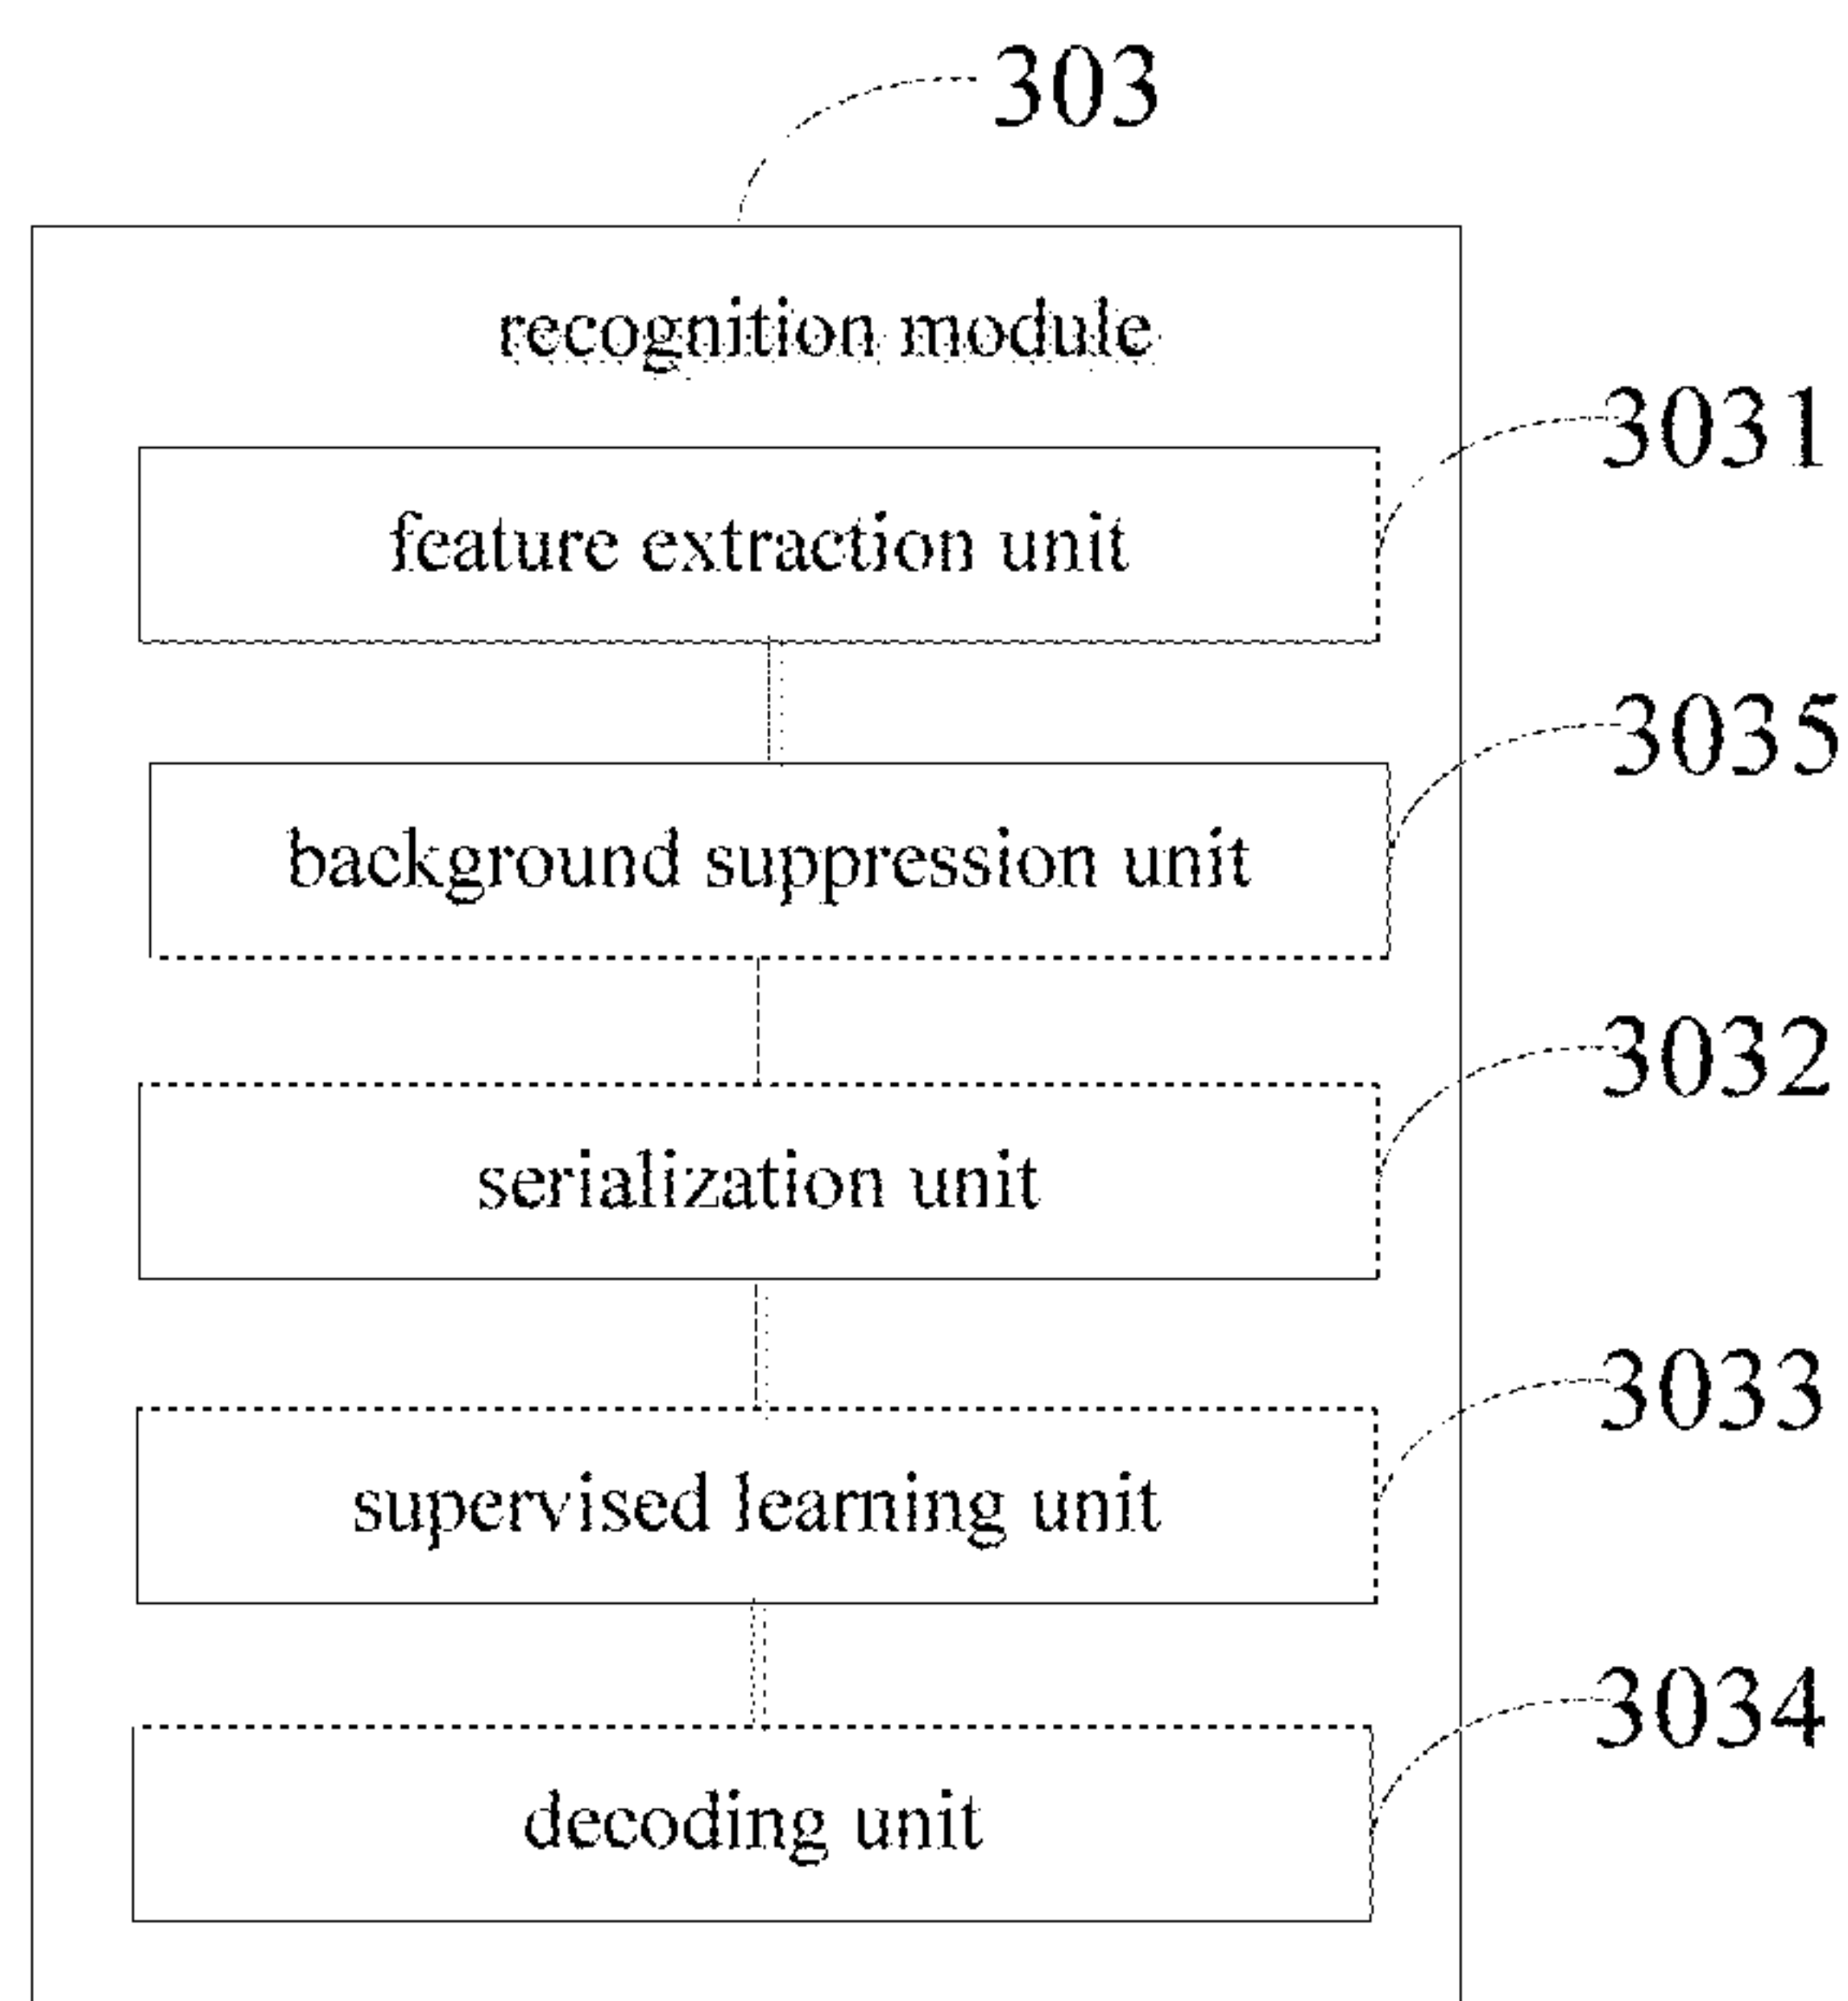 303
recognition module
3031
feature extraction unit
3035
background suppression unit
3032
serialization unit
3033
supervised learning unit
3034
decoding unit